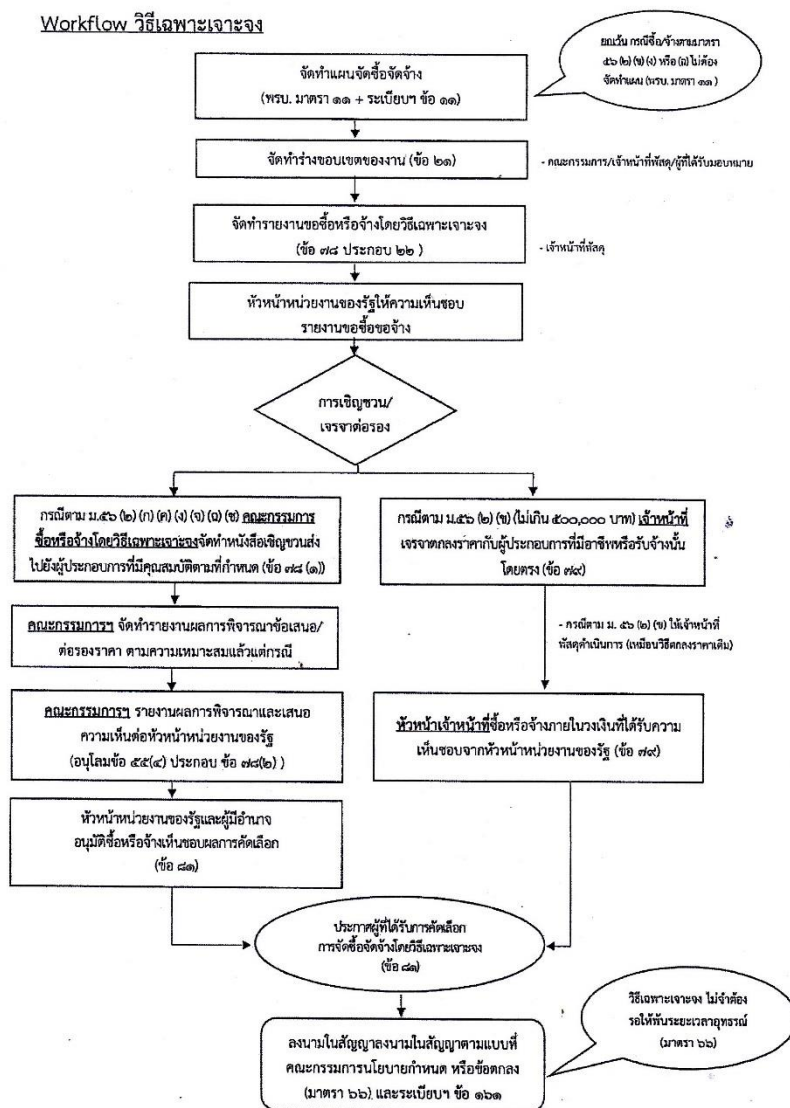 Workflow วิธีเฉพาะเจาะจง
จัดทำแผนจัดซื้อจัดจ้าง
(พรบ. มาตรา ๑๑ + ระเบียบฯ ข้อ ๑๑)
ยกเว้น กรณีซื้อ/จ้างตามมาตรา
๕๖ (๒) (ข) (ง) หรือ (ฉ) ไม่ต้อง
จัดทำแผน (พรบ. มาตรา ๑๑ )
จัดทำร่างขอบเขตของงาน (ข้อ ๒๑)
- คณะกรรมการ/เจ้าหน้าที่พัสดุ/ผู้ที่ได้รับมอบหมาย
จัดทำรายงานขอซื้อหรือจ้างโดยวิธีเฉพาะเจาะจง
(ข้อ ๗๘ ประกอบ ๒๒ )
- เจ้าหน้าที่พัสดุ
หัวหน้าหน่วยงานของรัฐให้ความเห็นชอบ
รายงานขอซื้อขอจ้าง
การเชิญชวน/
เจรจาต่อรอง
กรณีตาม ม.๕๖ (๒) (ก) (ค) (ง) (จ) (ฉ) (ช) คณะกรรมการ
ซื้อหรือจ้างโดยวิธีเฉพาะเจาะจงจัดทำหนังสือเชิญชวนส่ง
ไปยังผู้ประกอบการที่มีคุณสมบัติตามที่กำหนด (ข้อ ๗๘ (๑))
คณะกรรมการฯ จัดทำรายงานผลการพิจารณาข้อเสนอ/
ต่อรองราคา ตามความเหมาะสมแล้วแต่กรณี
คณะกรรมการฯ รายงานผลการพิจารณาและเสนอ
ความเห็นต่อหัวหน้าหน่วยงานของรัฐ
(อนุโลมข้อ ๕๕(๔) ประกอบ ข้อ ๗๘(๒) )
หัวหน้าหน่วยงานของรัฐและผู้มีอำนาจ
อนุมัติซื้อหรือจ้างเห็นชอบผลการคัดเลือก
(ข้อ ๘๑)
กรณีตาม ม.๕๖ (๒) (ข) (ไม่เกิน ๕๐๐,๐๐๐ บาท) เจ้าหน้าที่
เจรจาตกลงราคากับผู้ประกอบการที่มีอาชีพหรือรับจ้างนั้น
โดยตรง (ข้อ ๗๙)
- กรณีตาม ม. ๕๖ (๒) (ข) ให้เจ้าหน้าที่
พัสดุดำเนินการ (เหมือนวิธีตกลงราคาเดิม)
หัวหน้าเจ้าหน้าที่ซื้อหรือจ้างภายในวงเงินที่ได้รับความ
เห็นชอบจากหัวหน้าหน่วยงานของรัฐ (ข้อ ๗๙)
ประกาศผู้ที่ได้รับการคัดเลือก
การจัดซื้อจัดจ้างโดยวิธีเฉพาะเจาะจง
(ข้อ ๘๑)
วิธีเฉพาะเจาะจง ไม่จำต้อง
รอให้พ้นระยะเวลาอุทธรณ์
(มาตรา ๖๖)
ลงนามในสัญญาลงนามในสัญญาตามแบบที่
คณะกรรมการนโยบายกำหนด หรือข้อตกลง
(มาตรา ๖๖) และระเบียบฯ ข้อ ๑๖๑